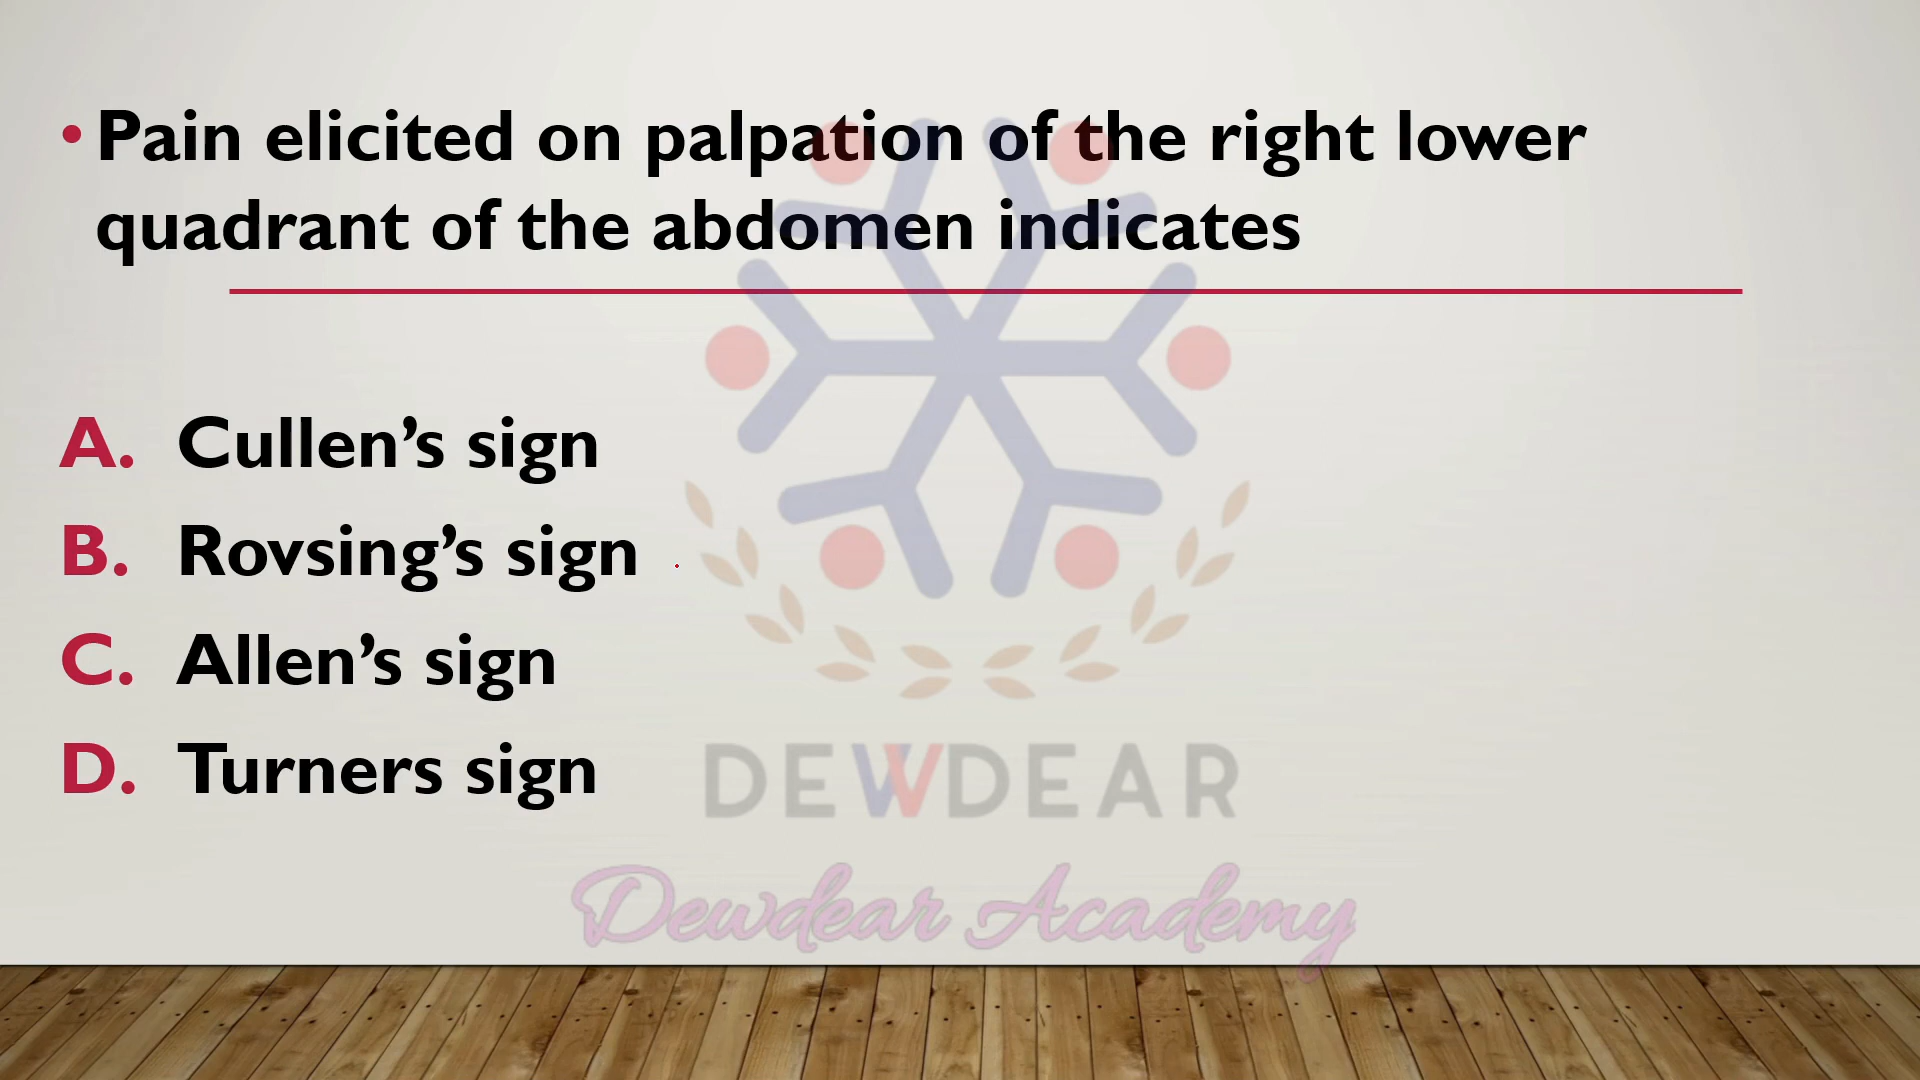 • Pain elicited on palpation of the right lower
quadrant of the abdomen indicates
A. Cullen’s sign
B. Rovsing’s sign
C. Allen’s sign
D. Turners sign
DEWDEAR
Dewdear Academy